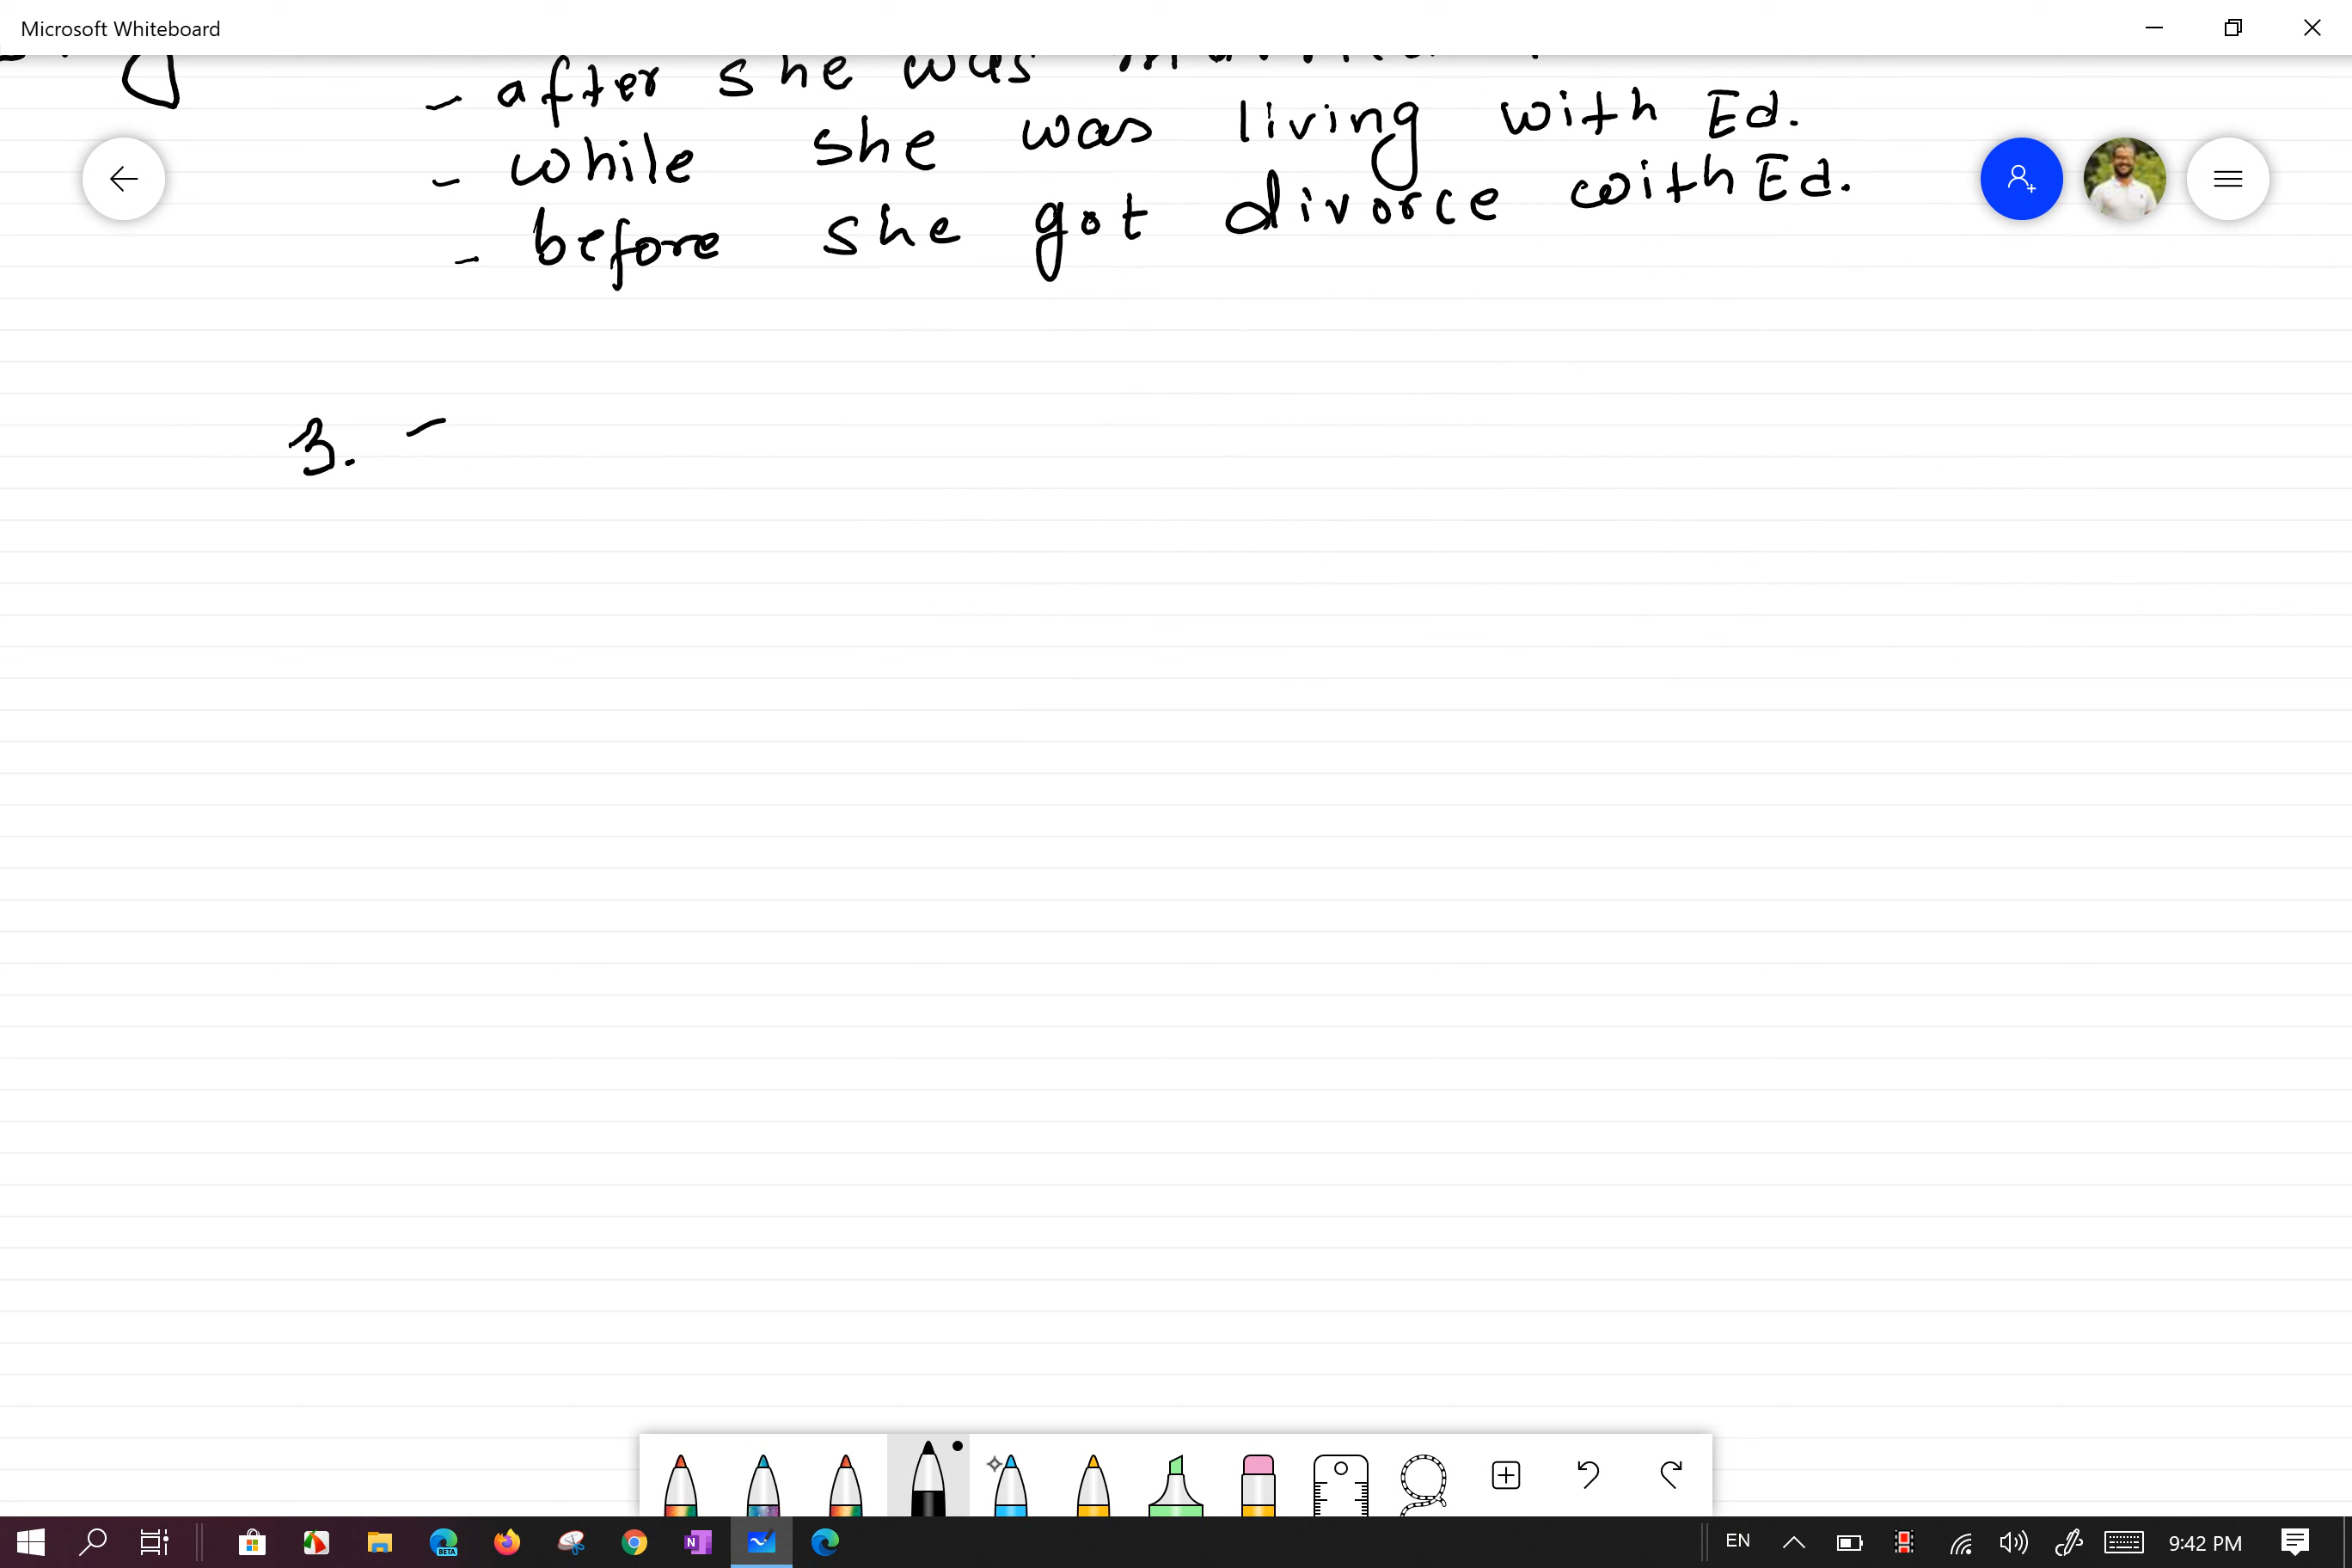 Microsoft Whiteboard
- after she was
- while she was living with Ed.
- before she got divorce with Ed.
3. -
BETA
N
EN
9:42 PM